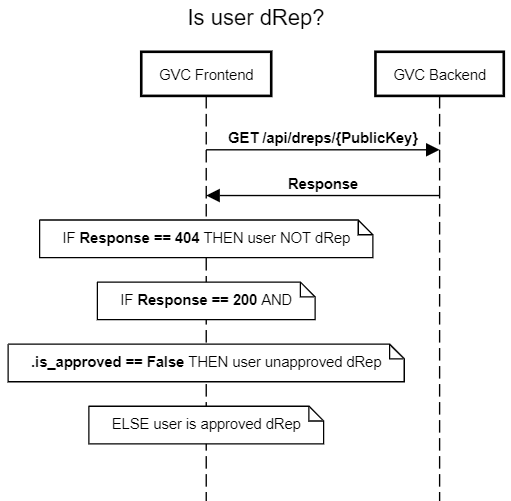 Is user dRep?
GVC Frontend
GVC Backend
GET /api/dreps/{PublicKey}
Response
IF Response == 404 THEN user NOT dRep
IF Response == 200 AND
.is_approved == False THEN user unapproved dRep
ELSE user is approved dRep